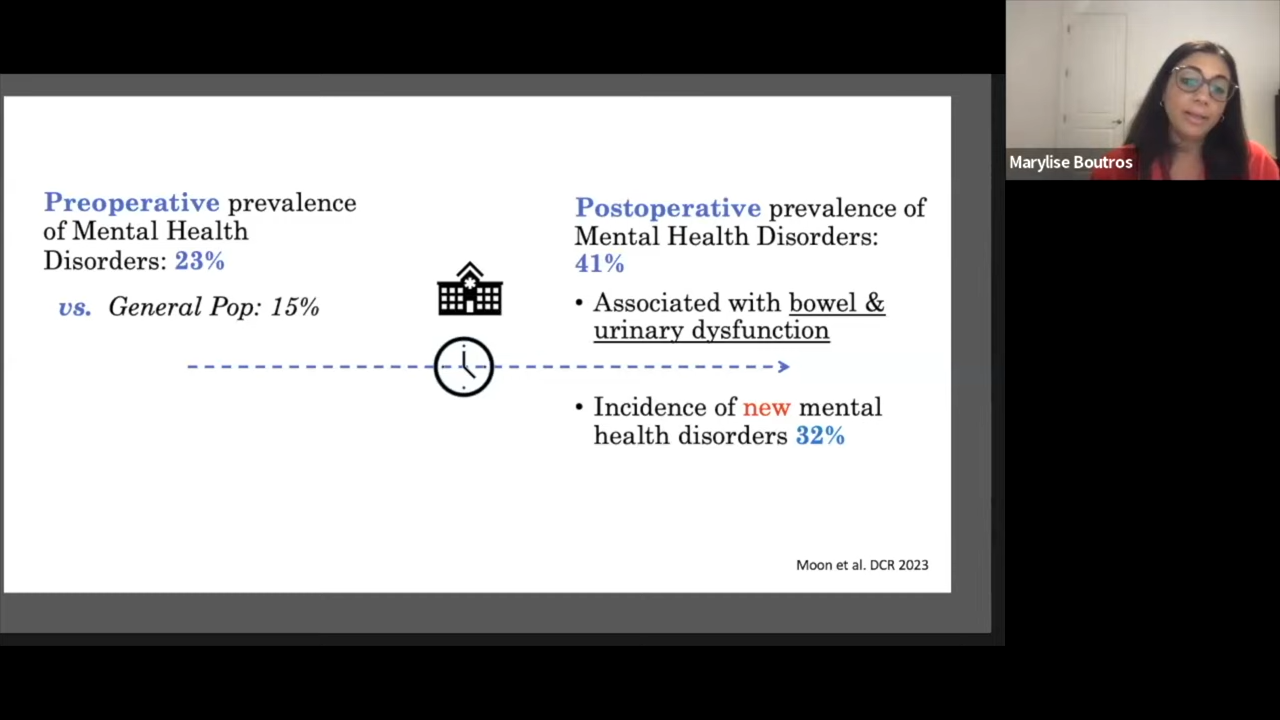 Preoperative prevalence
of Mental Health
Disorders: 23%
vs. General Pop: 15%
Postoperative prevalence of
Mental Health Disorders:
41%
• Associated with bowel &
urinary dysfunction
• Incidence of new mental
health disorders 32%
Moon et al. DCR 2023
Marylise Boutros